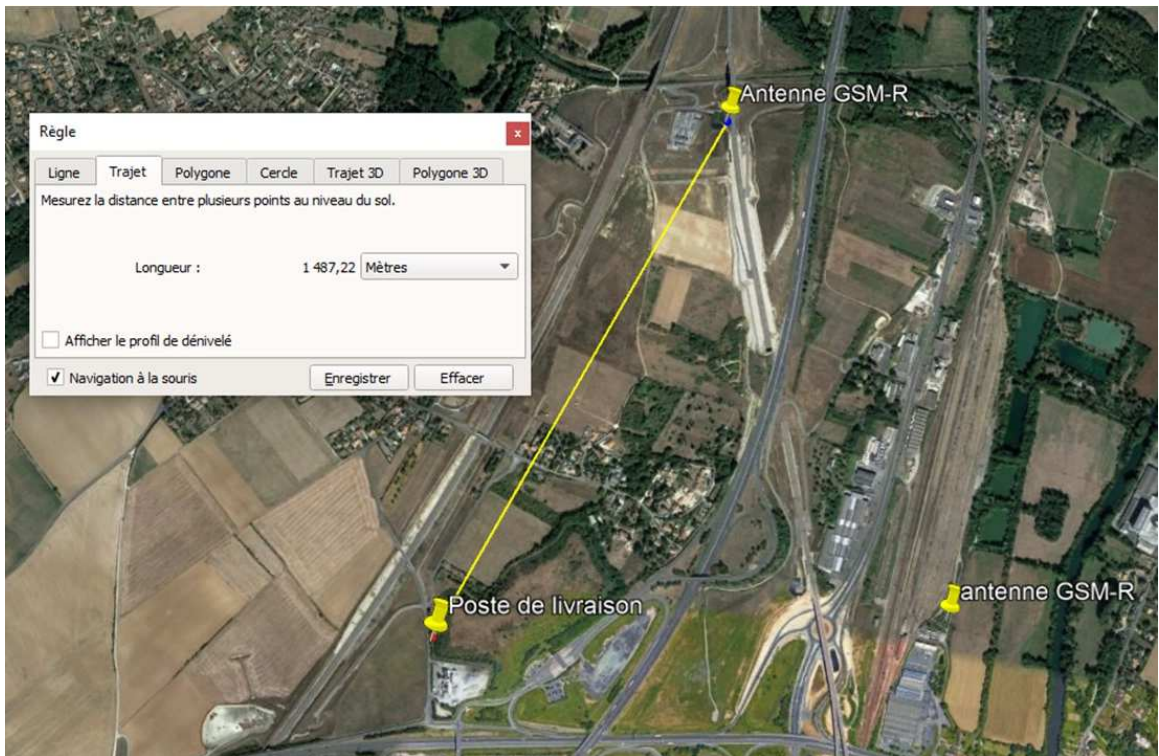 Antenne GSM-R
Règle
x
Ligne Trajet Polygone Cercle Trajet 3D Polygone 3D
Mesurez la distance entre plusieurs points au niveau du sol.
Longueur : 1 487,22 Mètres
Afficher le profil de dénivelé
Navigation à la souris Enregistrer Effacer
Poste de livraison
antenne GSM-R